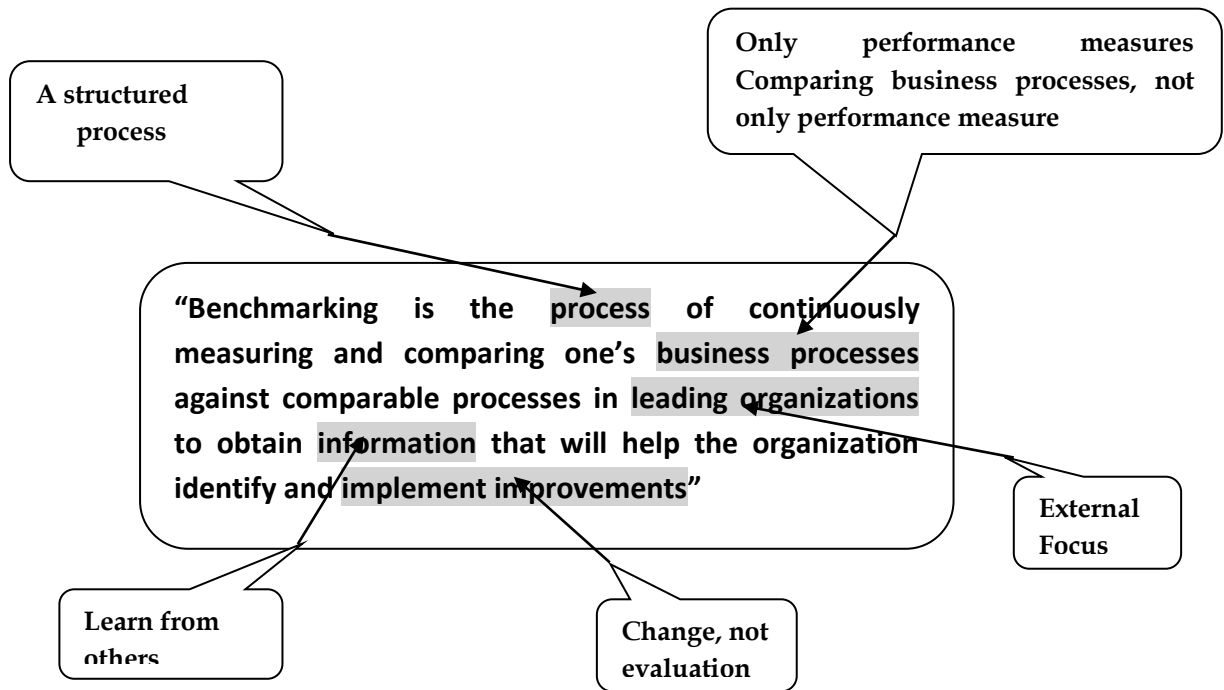 Only performance measures
Comparing business processes, not
only performance measure
A structured
process
“Benchmarking is the process of continuously
measuring and comparing one’s business processes
against comparable processes in leading organizations
to obtain information that will help the organization
identify and implement improvements”
External
Focus
Learn from
others
Change, not
evaluation